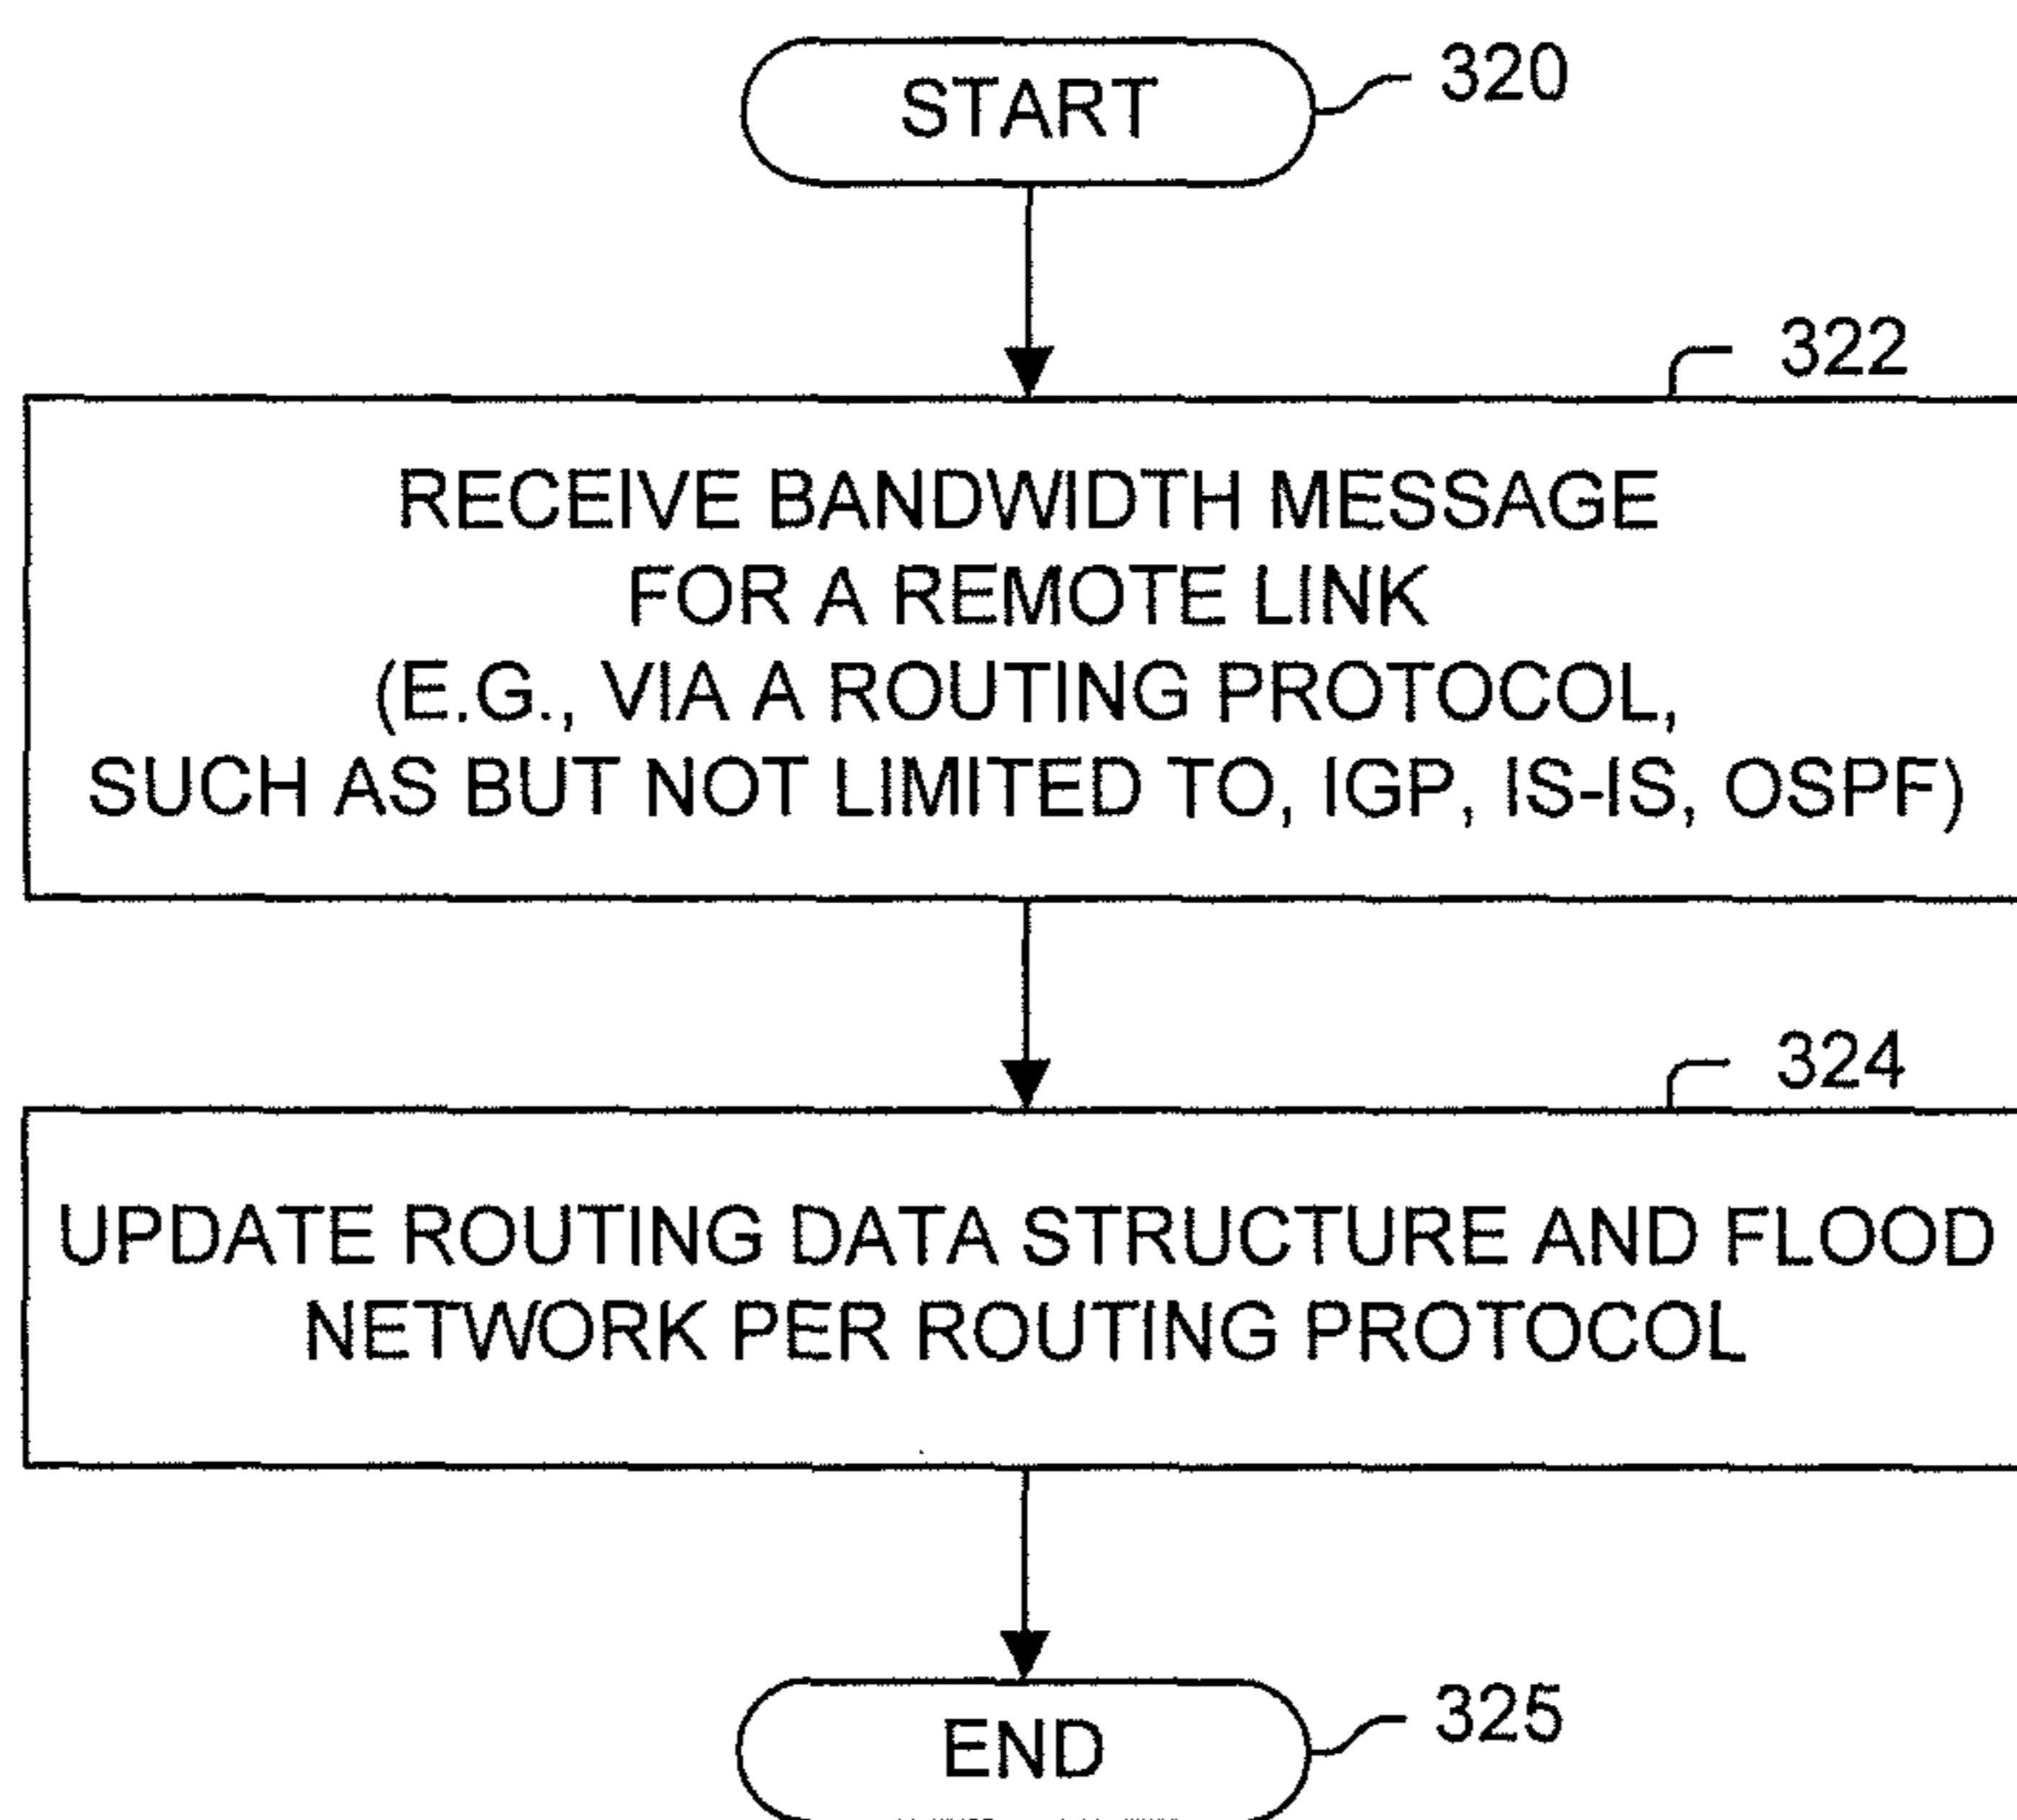 START
320
322
RECEIVE BANDWIDTH MESSAGE
FOR A REMOTE LINK
(E.G., VIA A ROUTING PROTOCOL,
SUCH AS BUT NOT LIMITED TO, IGP, IS-IS, OSPF)
324
UPDATE ROUTING DATA STRUCTURE AND FLOOD
NETWORK PER ROUTING PROTOCOL
END
325